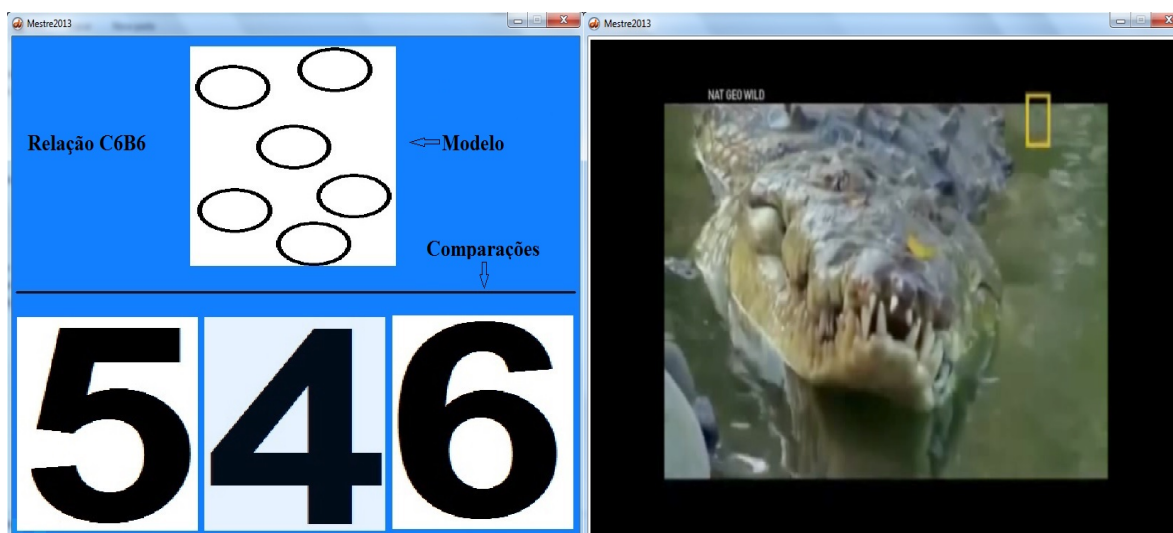 Mestre2013
Relação C6B6
Modelo
Comparações
5 4 6
Mestre2013
NAT GEO WILD